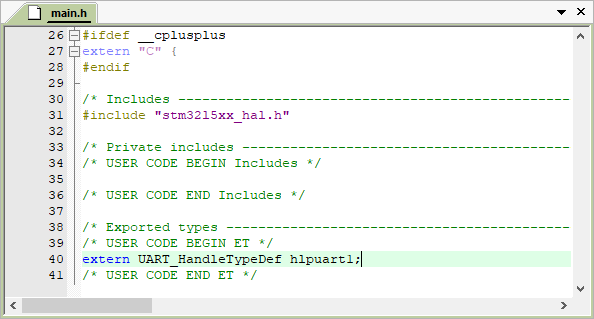 main.h
26 #ifdef __cplusplus
27 extern "C" {
28 #endif
29
30 /* Includes ------------------------------------------------
31 #include "stm32l5xx_hal.h"
32
33 /* Private includes ----------------------------------------
34 /* USER CODE BEGIN Includes */
35
36 /* USER CODE END Includes */
37
38 /* Exported types ------------------------------------------
39 /* USER CODE BEGIN ET */
40 extern UART_HandleTypeDef hlpuart1;
41 /* USER CODE END ET */